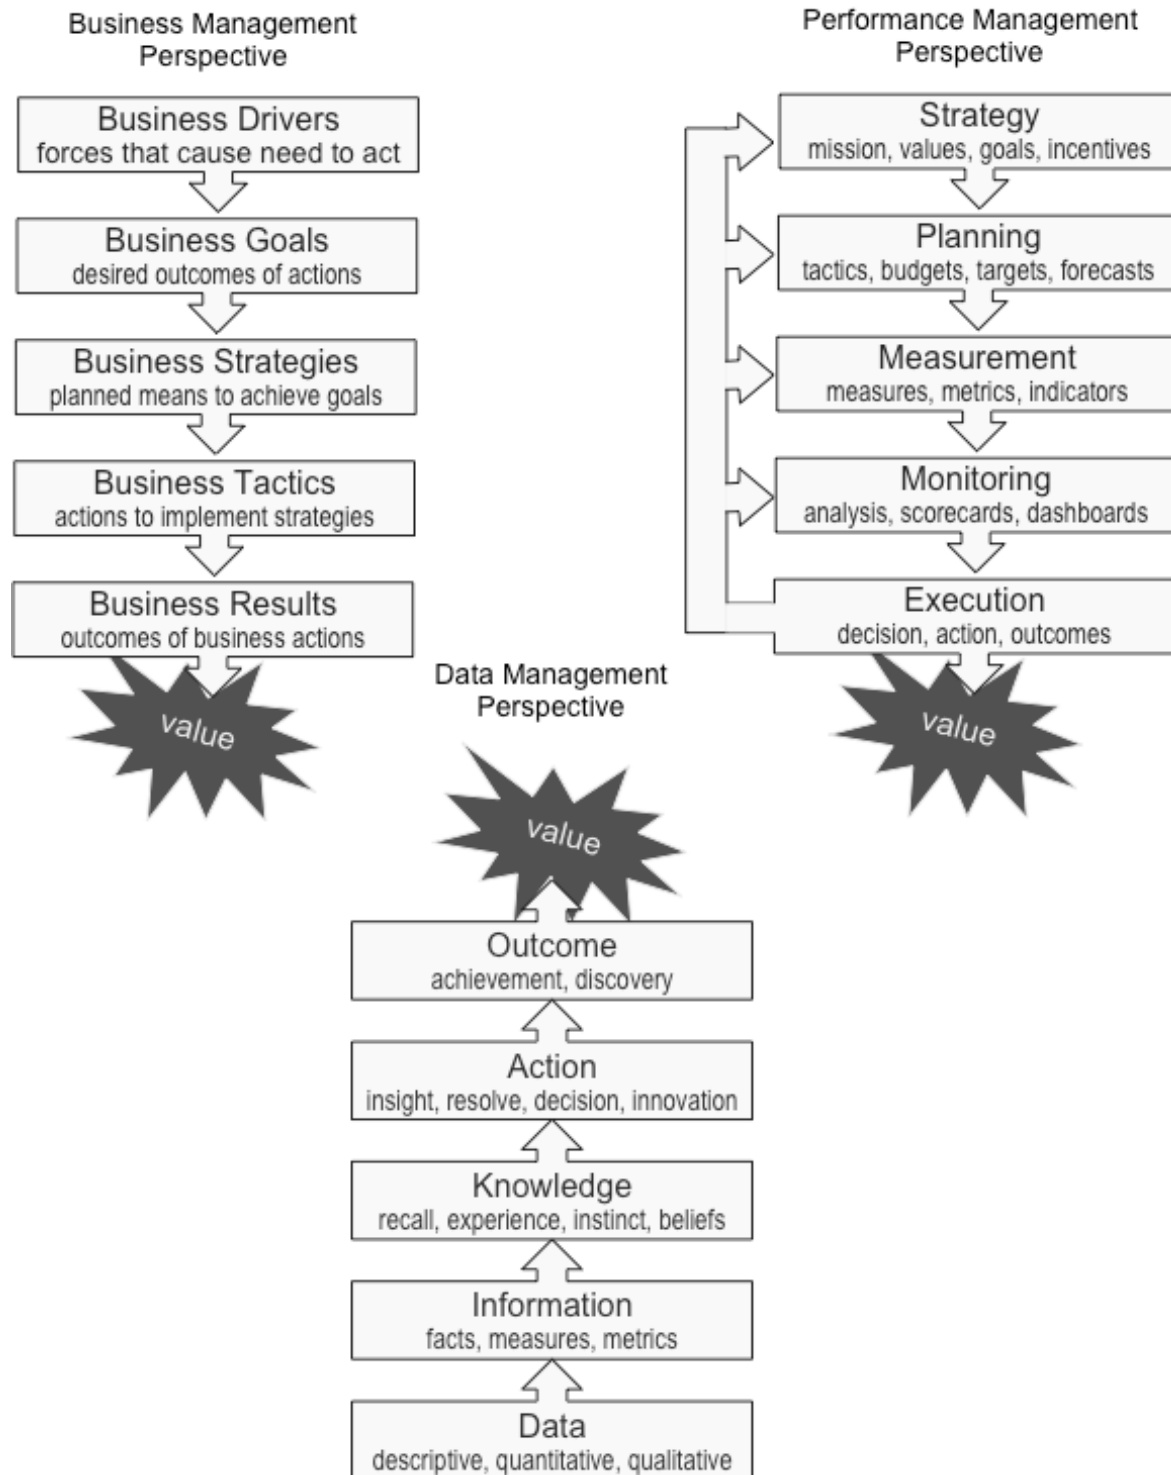 Business Management
Perspective
Business Drivers
forces that cause need to act
Business Goals
desired outcomes of actions
Business Strategies
planned means to achieve goals
Business Tactics
actions to implement strategies
Business Results
outcomes of business actions
value
Performance Management
Perspective
Strategy
mission, values, goals, incentives
Planning
tactics, budgets, targets, forecasts
Measurement
measures, metrics, indicators
Monitoring
analysis, scorecards, dashboards
Execution
decision, action, outcomes
value
Data Management
Perspective
value
Outcome
achievement, discovery
Action
insight, resolve, decision, innovation
Knowledge
recall, experience, instinct, beliefs
Information
facts, measures, metrics
Data
descriptive, quantitative, qualitative